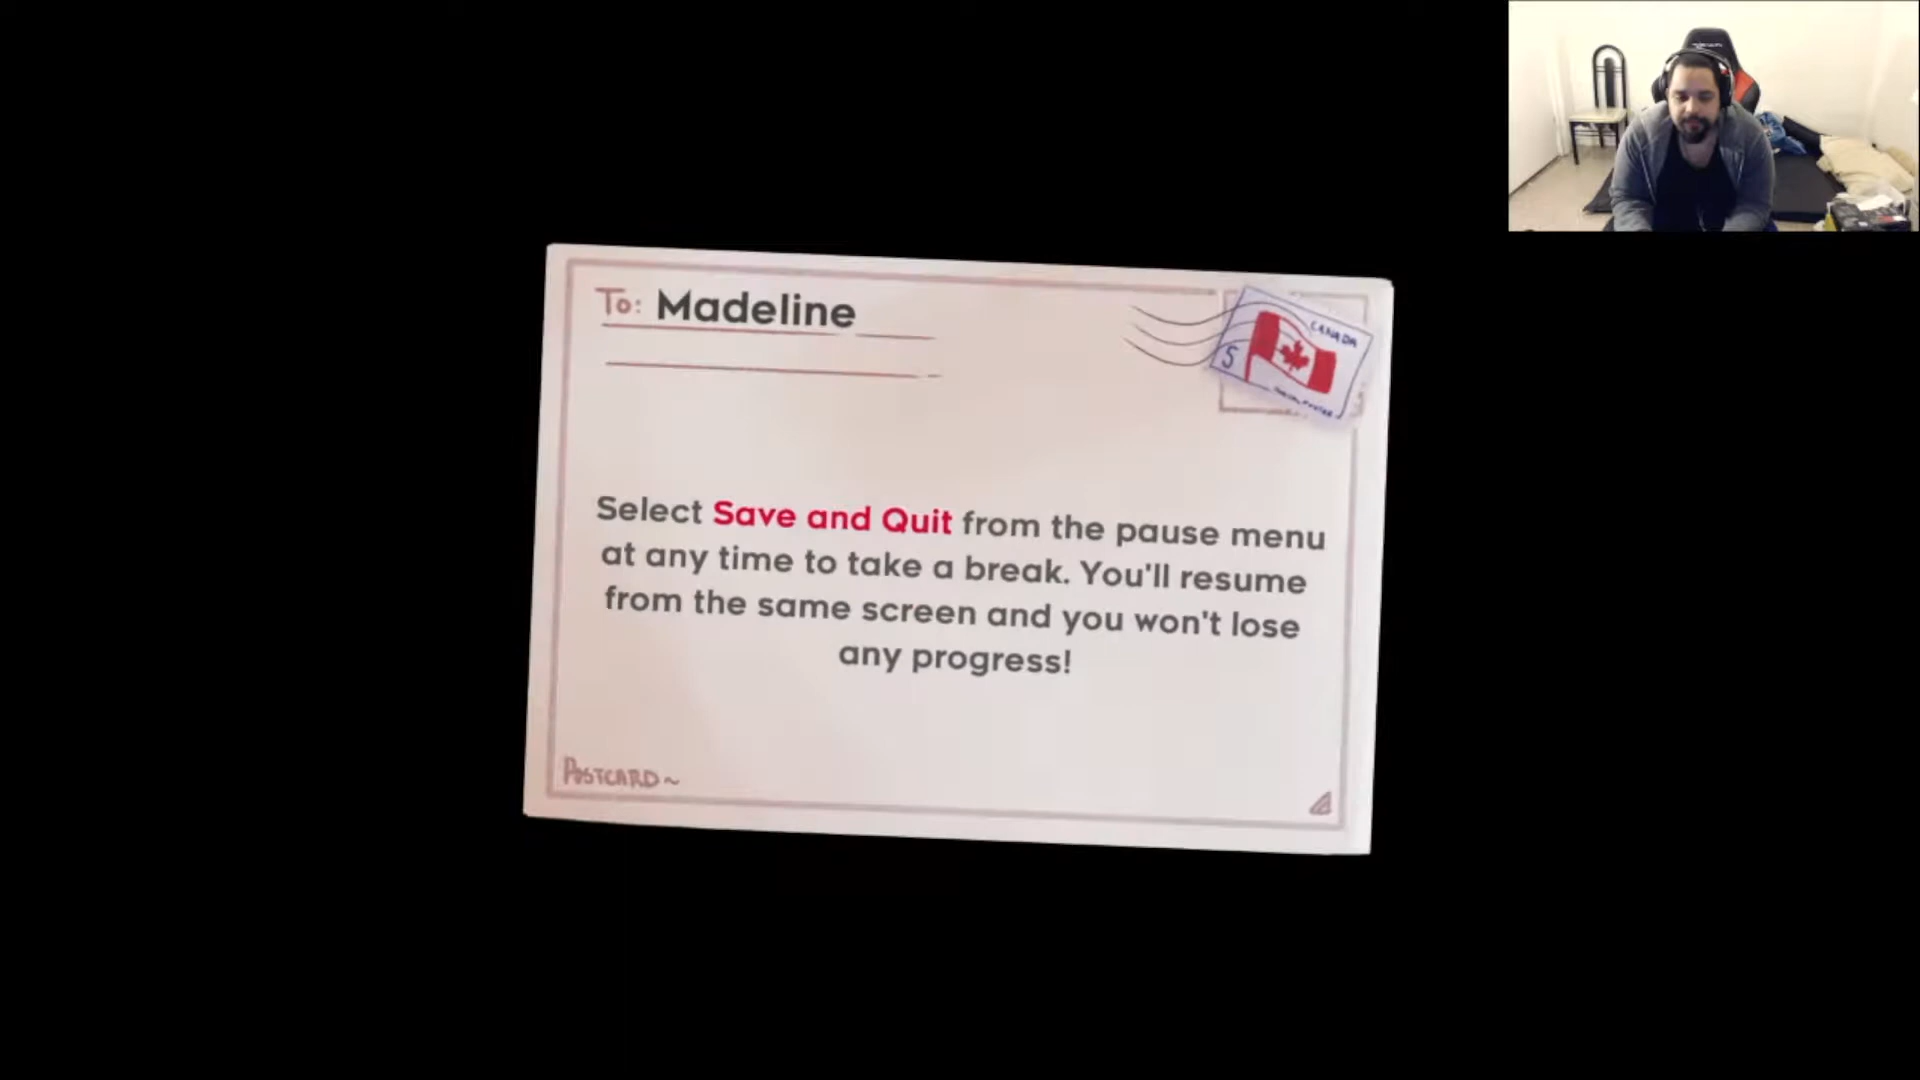 To: Madeline
CANADA
5
Select Save and Quit from the pause menu
at any time to take a break. You'll resume
from the same screen and you won't lose
any progress!
POSTCARD~